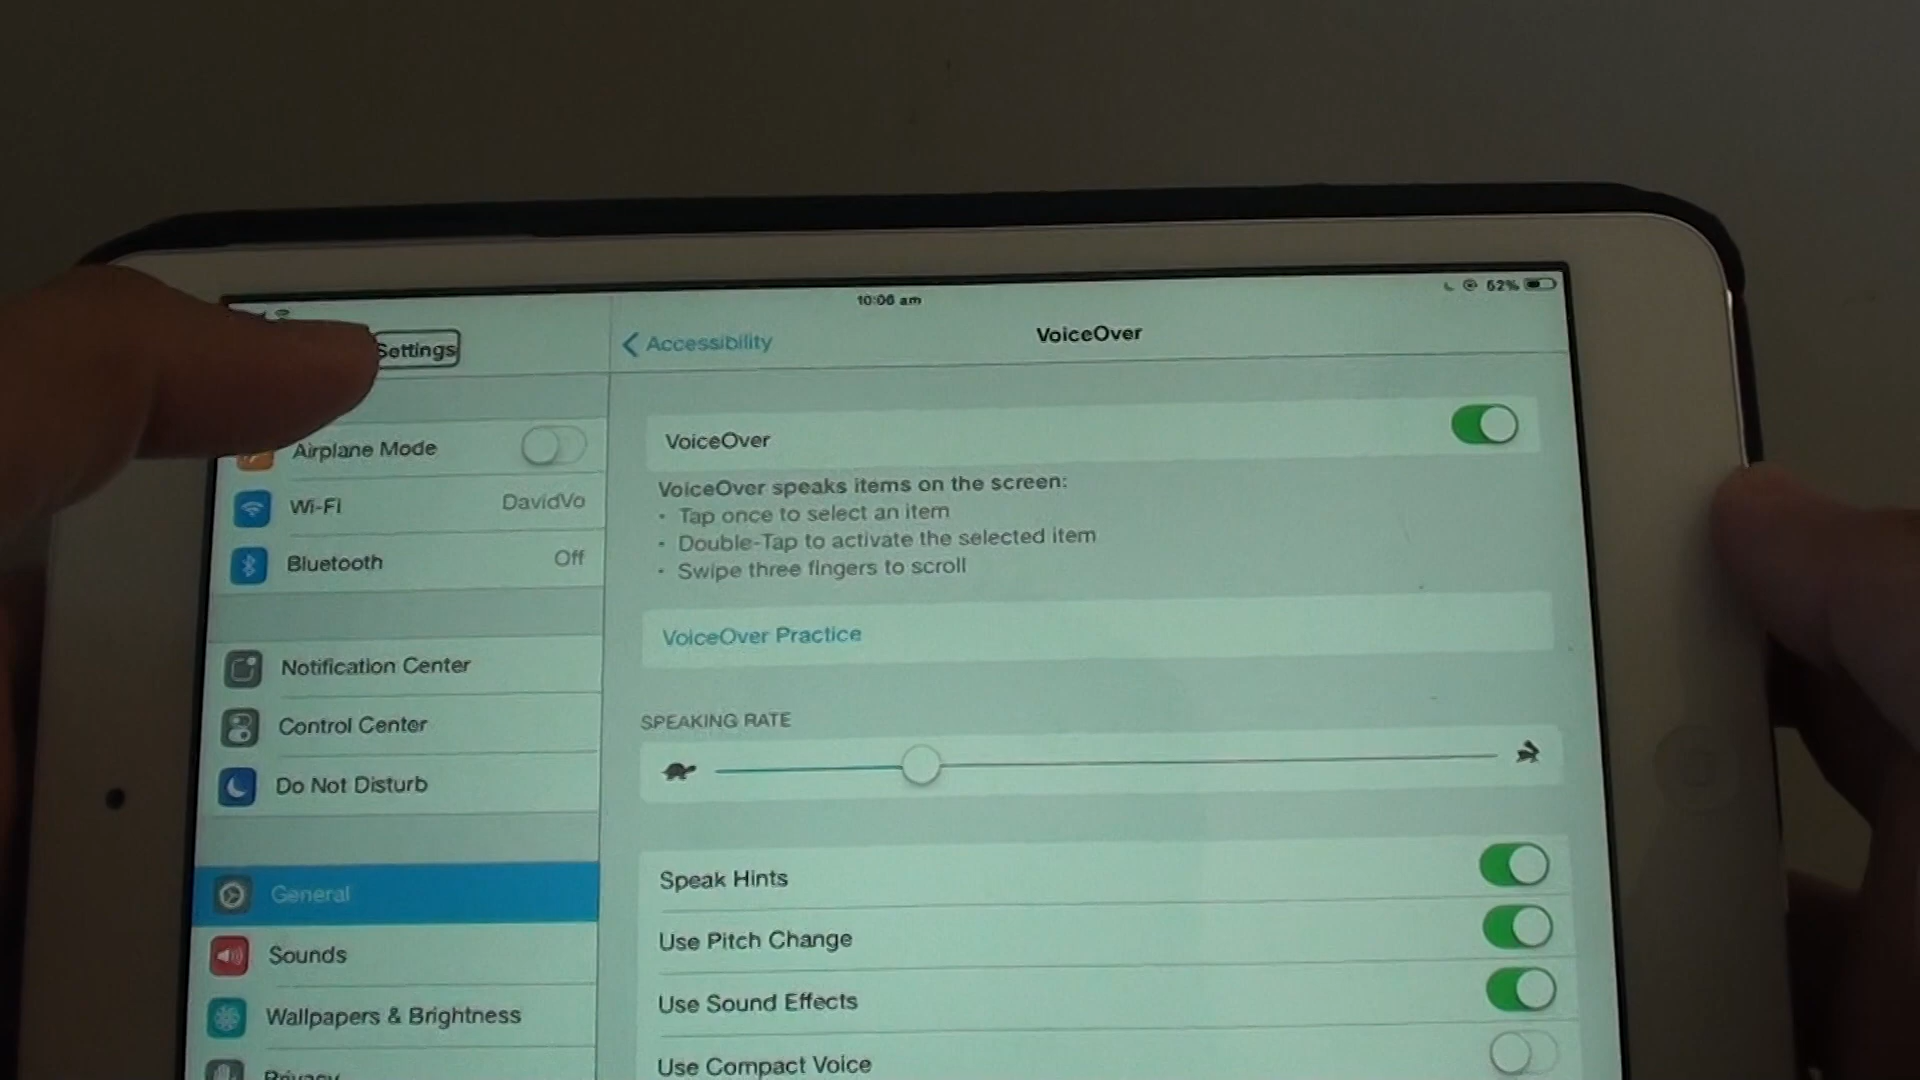 10:06 am
62%
Settings
Accessibility
VoiceOver
Airplane Mode
Wi-Fi DavidVo
Bluetooth Off
Notification Center
Control Center
Do Not Disturb
General
Sounds
Wallpapers & Brightness
Privacy
VoiceOver
VoiceOver speaks items on the screen:
• Tap once to select an item
• Double-Tap to activate the selected item
• Swipe three fingers to scroll
VoiceOver Practice
SPEAKING RATE
Speak Hints
Use Pitch Change
Use Sound Effects
Use Compact Voice